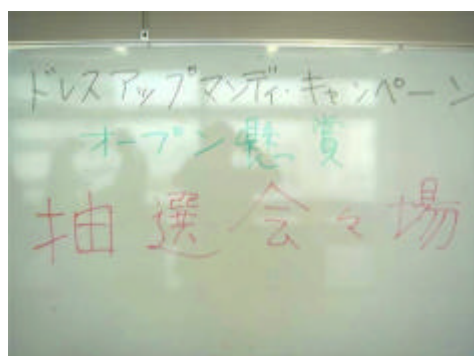 ドレスアップマンディ・キャンペーン
オープン懸賞
抽選会々場